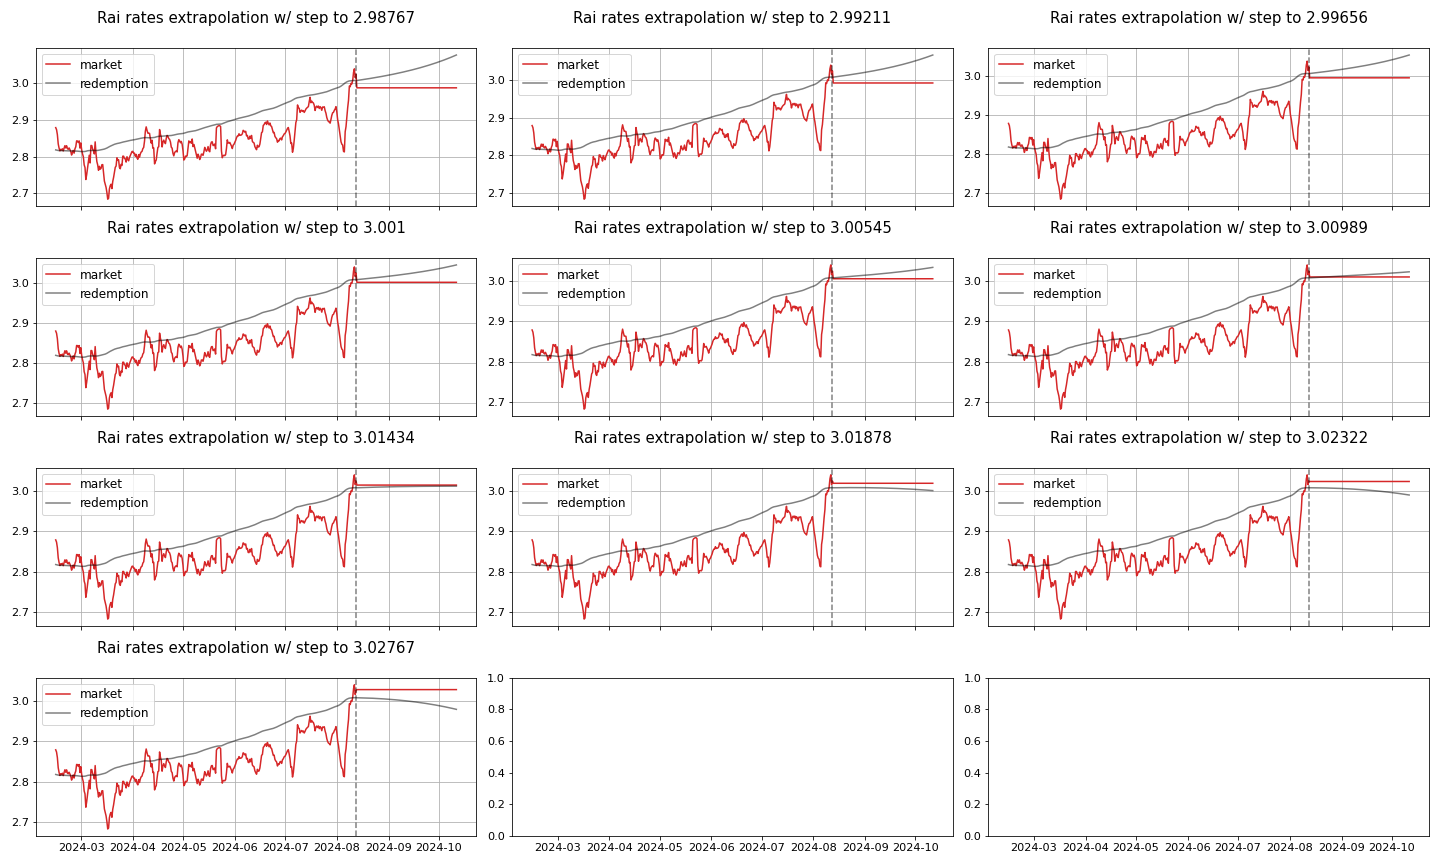 Rai rates extrapolation w/ step to 2.98767
market
redemption
3.0
2.9
2.8
2.7
Rai rates extrapolation w/ step to 2.99211
market
redemption
3.0
2.9
2.8
2.7
Rai rates extrapolation w/ step to 2.99656
market
redemption
3.0
2.9
2.8
2.7
Rai rates extrapolation w/ step to 3.001
market
redemption
3.0
2.9
2.8
2.7
Rai rates extrapolation w/ step to 3.00545
market
redemption
3.0
2.9
2.8
2.7
Rai rates extrapolation w/ step to 3.00989
market
redemption
3.0
2.9
2.8
2.7
Rai rates extrapolation w/ step to 3.01434
market
redemption
3.0
2.9
2.8
2.7
Rai rates extrapolation w/ step to 3.01878
market
redemption
3.0
2.9
2.8
2.7
Rai rates extrapolation w/ step to 3.02322
market
redemption
3.0
2.9
2.8
2.7
Rai rates extrapolation w/ step to 3.02767
market
redemption
3.0
2.9
2.8
2.7
2024-03 2024-04 2024-05 2024-06 2024-07 2024-08 2024-09 2024-10
1.0
0.8
0.6
0.4
0.2
0.0
2024-03 2024-04 2024-05 2024-06 2024-07 2024-08 2024-09 2024-10
1.0
0.8
0.6
0.4
0.2
0.0
2024-03 2024-04 2024-05 2024-06 2024-07 2024-08 2024-09 2024-10